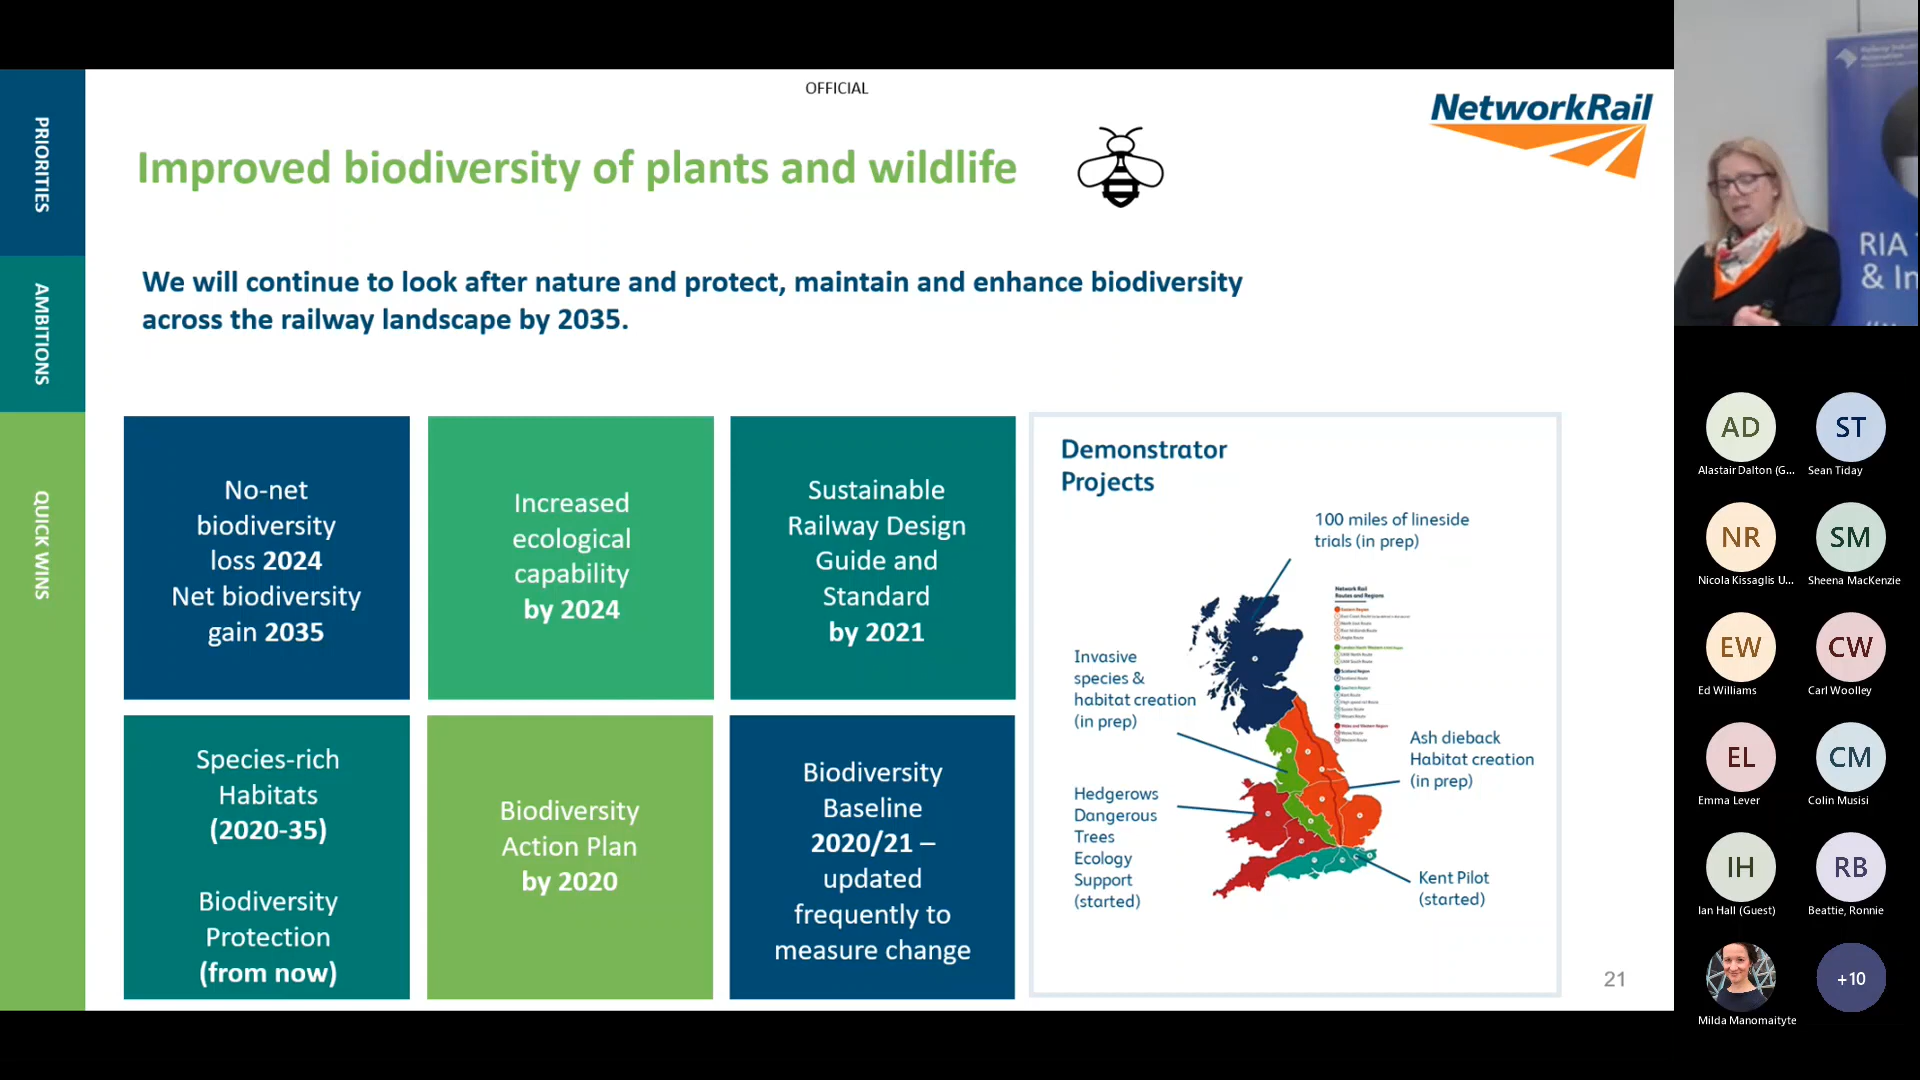 OFFICIAL
NetworkRail
PRIORITIES
AMBITIONS
QUICK WINS
Improved biodiversity of plants and wildlife
We will continue to look after nature and protect, maintain and enhance biodiversity
across the railway landscape by 2035.
No-net
biodiversity
loss 2024
Net biodiversity
gain 2035
Increased
ecological
capability
by 2024
Sustainable
Railway Design
Guide and
Standard
by 2021
Species-rich
Habitats
(2020-35)
Biodiversity
Protection
(from now)
Biodiversity
Action Plan
by 2020
Biodiversity
Baseline
2020/21 –
updated
frequently to
measure change
Demonstrator
Projects
100 miles of lineside
trials (in prep)
Network Rail
Routes and Regions
Invasive
species &
habitat creation
(in prep)
Ash dieback
Habitat creation
(in prep)
Hedgerows
Dangerous
Trees
Ecology
Support
(started)
Kent Pilot
(started)
21
RIA
& In
AD
Alastair Dalton (G...
ST
Sean Tiday
NR
Nicola Kissaglis U...
SM
Sheena MacKenzie
EW
Ed Williams
CW
Carl Woolley
EL
Emma Lever
CM
Colin Musisi
IH
Ian Hall (Guest)
RB
Beattie, Ronnie
Milda Manomaityte
+10